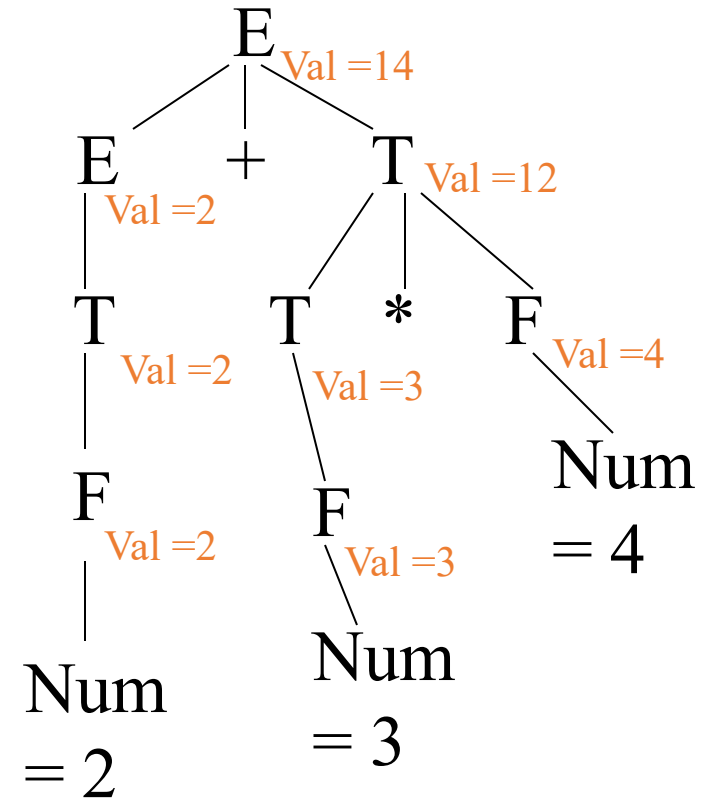 E
Val =14
E
+
T
Val =2
Val =12
T
T
*
F
Val =2
Val =3
Val =4
F
F
Num
= 4
Val =2
Val =3
Num
= 2
Num
= 3